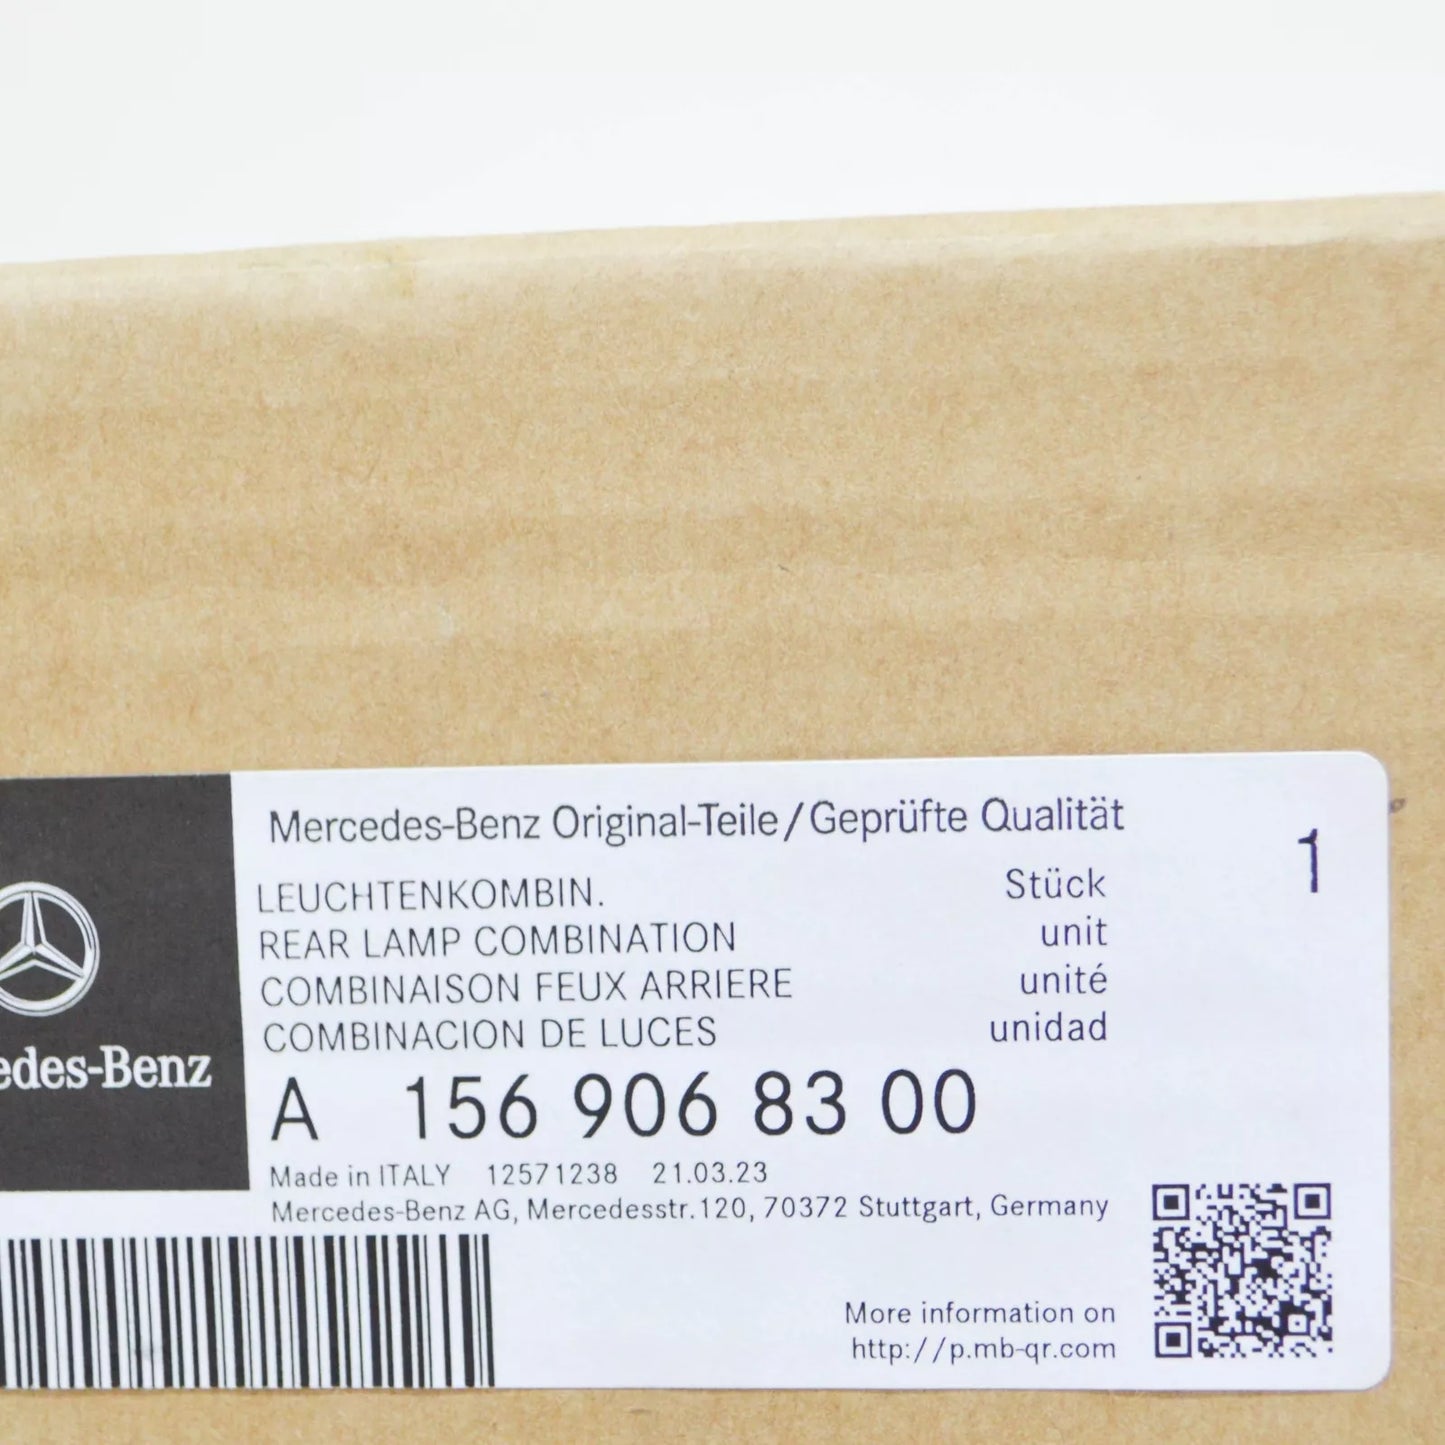 Mercedes-Benz Original-Teile/Geprüfte Qualität
1
LEUCHTENKOMBIN. Stück
REAR LAMP COMBINATION unit
COMBINAISON FEUX ARRIERE unité
COMBINACION DE LUCES unidad
edes-Benz
A 156 906 83 00
Made in ITALY 12571238 21.03.23
Mercedes-Benz AG, Mercedesstr.120, 70372 Stuttgart, Germany
More information on
http://p.mb-qr.com